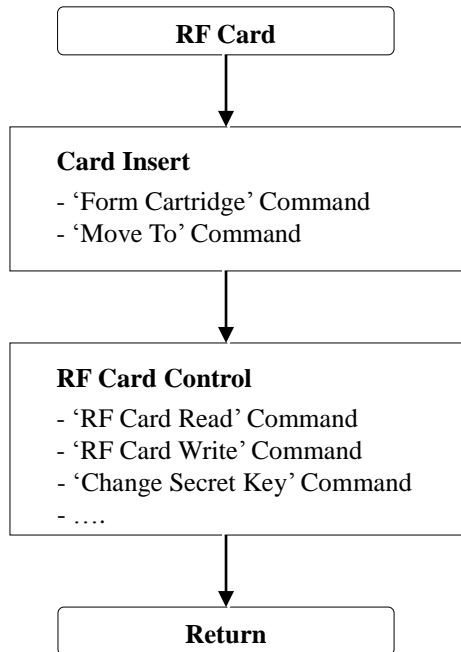 RF Card
Card Insert
- ‘Form Cartridge’ Command
- ‘Move To’ Command
RF Card Control
- ‘RF Card Read’ Command
- ‘RF Card Write’ Command
- ‘Change Secret Key’ Command
- ….
Return